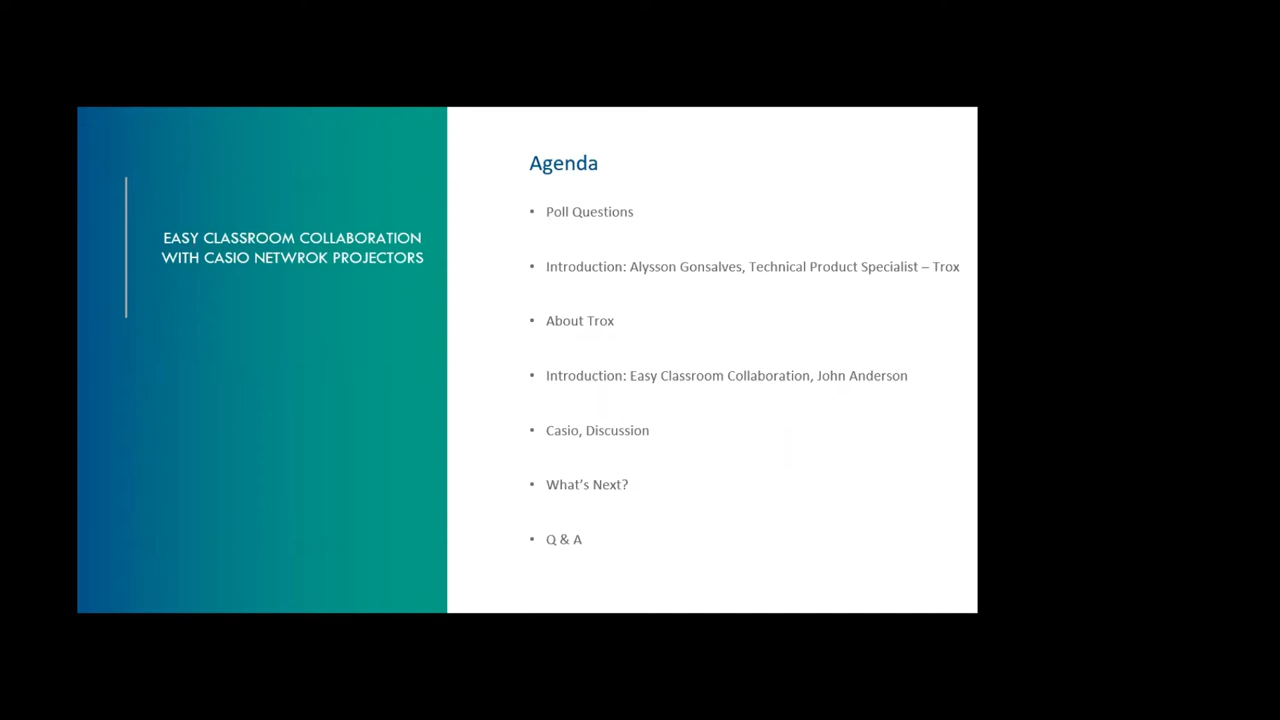 EASY CLASSROOM COLLABORATION
WITH CASIO NETWROK PROJECTORS
Agenda
• Poll Questions
• Introduction: Alysson Gonsalves, Technical Product Specialist – Trox
• About Trox
• Introduction: Easy Classroom Collaboration, John Anderson
• Casio, Discussion
• What’s Next?
• Q & A